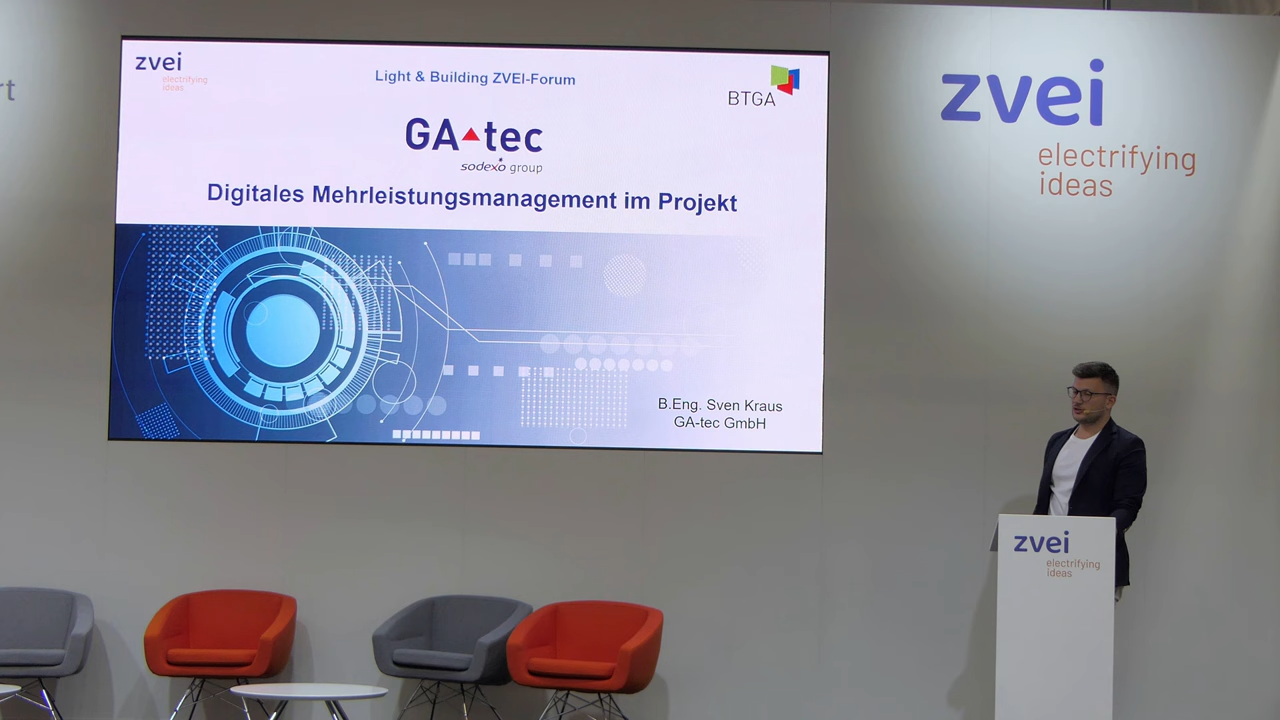 rt
zvei
electrifying
ideas
Light & Building ZVEI-Forum
BTGA
GA tec
sodexo group
Digitales Mehrleistungsmanagement im Projekt
B.Eng. Sven Kraus
GA-tec GmbH
zvei
electrifying
ideas
zvei
electrifying
ideas